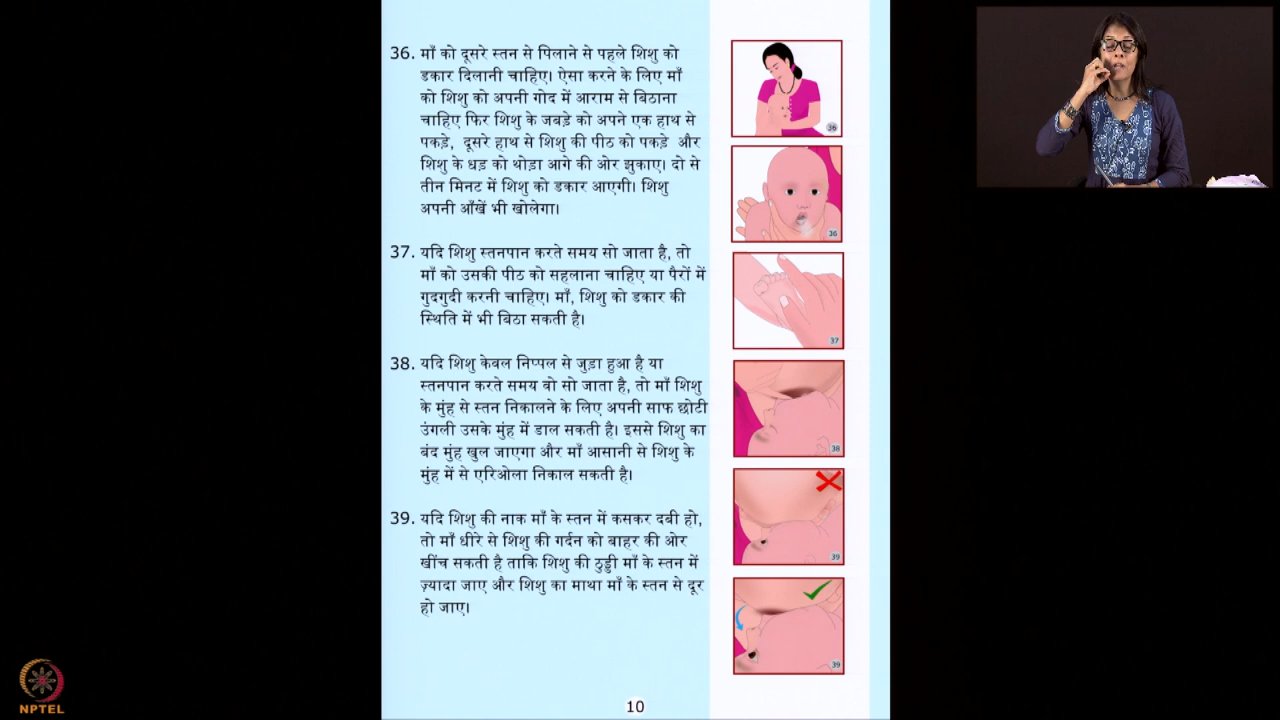 36. माँ को दूसरे स्तन से पिलाने से पहले शिशु को
डकार दिलानी चाहिए। ऐसा करने के लिए माँ
को शिशु को अपनी गोद में आराम से बिठाना
चाहिए फिर शिशु के जबड़े को अपने एक हाथ से
पकड़े, दूसरे हाथ से शिशु की पीठ को पकड़े और
शिशु के धड़ को थोड़ा आगे की ओर झुकाए। दो से
तीन मिनट में शिशु को डकार आएगी। शिशु
अपनी आँखें भी खोलेगा।
36
36
37. यदि शिशु स्तनपान करते समय सो जाता है, तो
माँ को उसकी पीठ को सहलाना चाहिए या पैरों में
गुदगुदी करनी चाहिए। माँ, शिशु को डकार की
स्थिति में भी बिठा सकती है।
37
38. यदि शिशु केवल निप्पल से जुड़ा हुआ है या
स्तनपान करते समय वो सो जाता है, तो माँ शिशु
के मुंह से स्तन निकालने के लिए अपनी साफ छोटी
उंगली उसके मुंह में डाल सकती है। इससे शिशु का
बंद मुंह खुल जाएगा और माँ आसानी से शिशु के
मुंह में से एरिओला निकाल सकती है।
38
39. यदि शिशु की नाक माँ के स्तन में कसकर दबी हो,
तो माँ धीरे से शिशु की गर्दन को बाहर की ओर
खींच सकती है ताकि शिशु की ठुड्डी माँ के स्तन में
ज़्यादा जाए और शिशु का माथा माँ के स्तन से दूर
हो जाए।
39
39
10
NPTEL